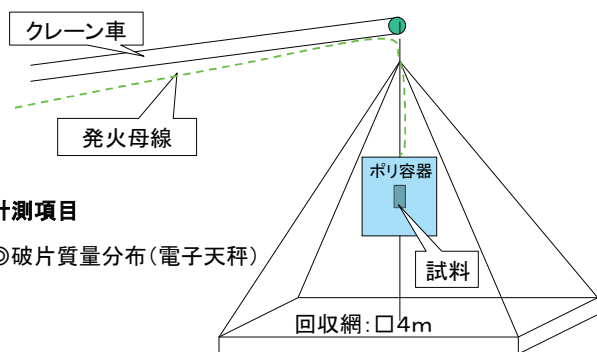 クレーン車
発火母線
ポリ容器
計測項目
◎破片質量分布(電子天秤)
試料
回収網:□4m